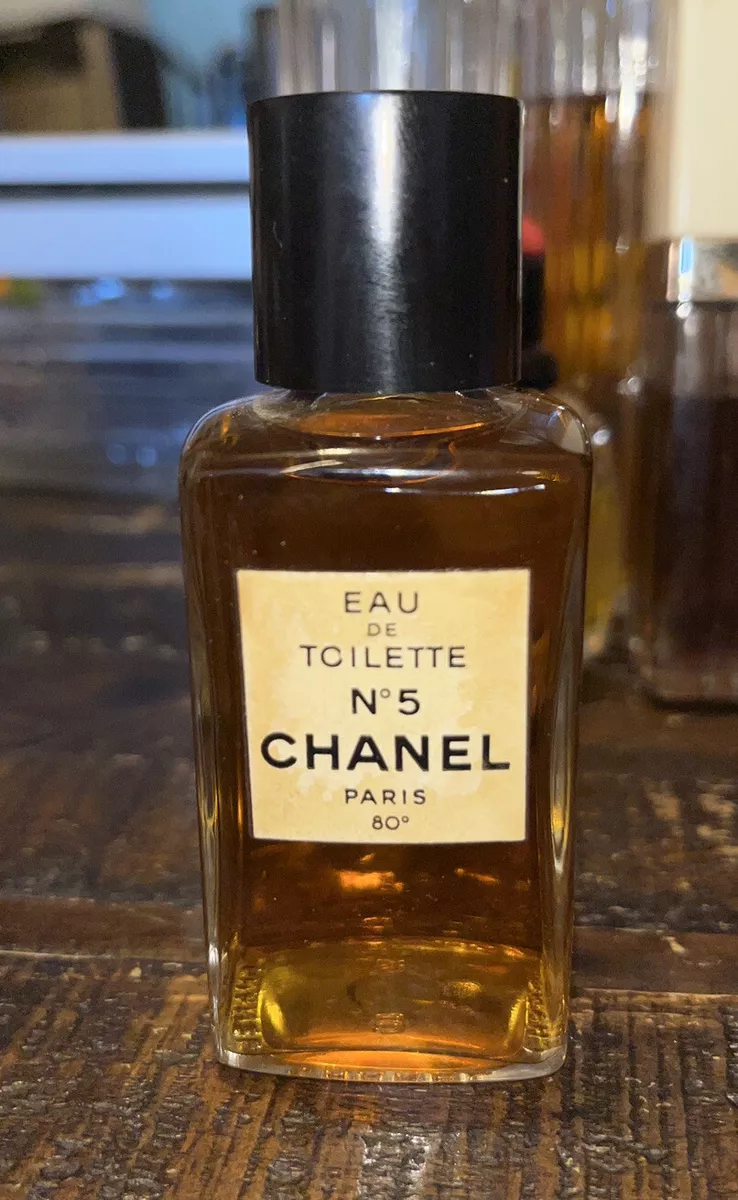 EAU
DE
TOILETTE
N°5
CHANEL
PARIS
80°